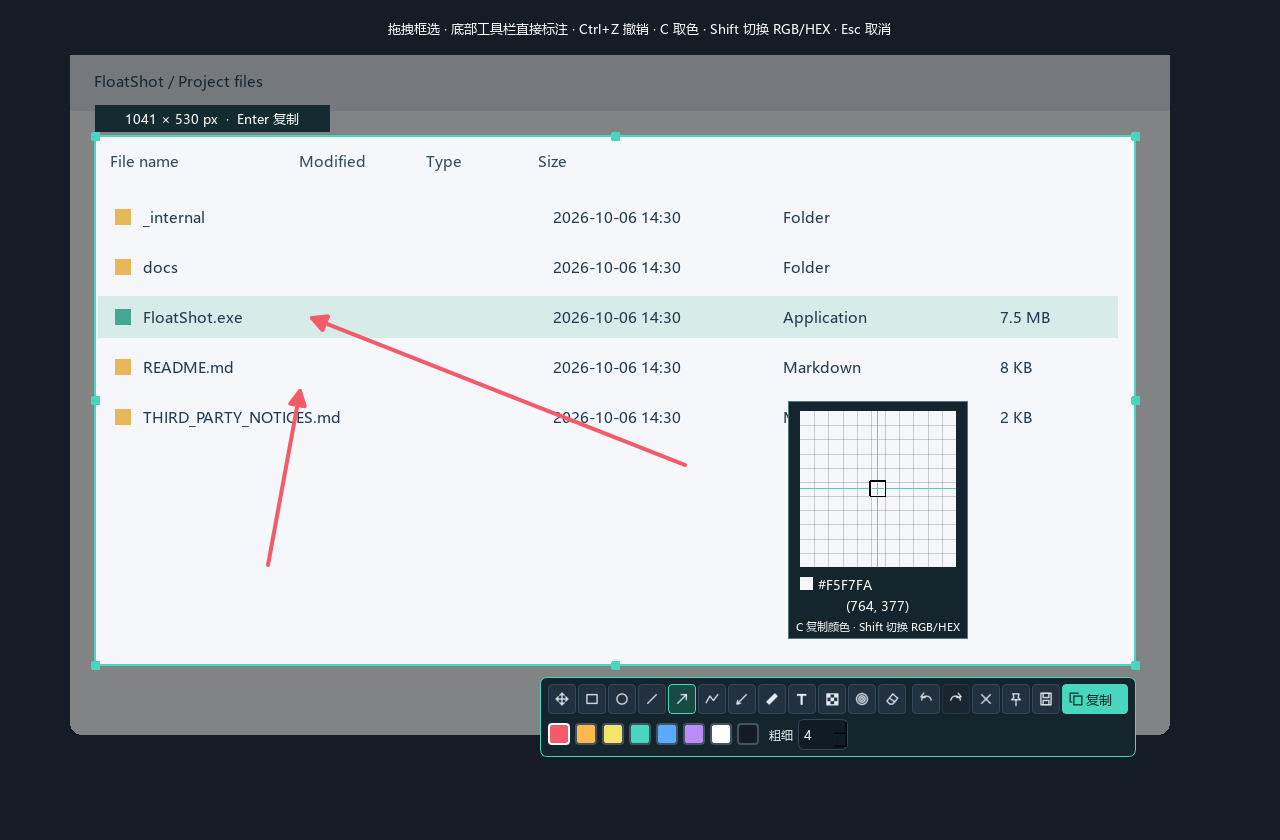 拖拽框选 · 底部工具栏直接标注 · Ctrl+Z 撤销 · C 取色 · Shift 切换 RGB/HEX · Esc 取消
FloatShot / Project files
1041 × 530 px · Enter 复制
File name Modified Type Size
_internal 2026-10-06 14:30 Folder
docs 2026-10-06 14:30 Folder
FloatShot.exe 2026-10-06 14:30 Application 7.5 MB
README.md 2026-10-06 14:30 Markdown 8 KB
THIRD_PARTY_NOTICES.md 2026-10-06 14:30 2 KB
#F5F7FA
(764, 377)
C 复制颜色 · Shift 切换 RGB/HEX
T 复制
粗细 4